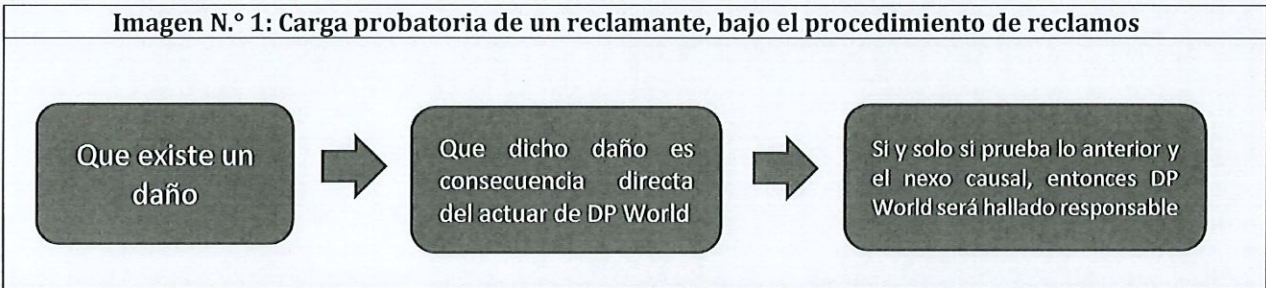 Imagen N.° 1: Carga probatoria de un reclamante, bajo el procedimiento de reclamos
Que existe un
daño
Que dicho daño es
consecuencia directa
del actuar de DP World
Si y solo si prueba lo anterior y
el nexo causal, entonces DP
World será hallado responsable